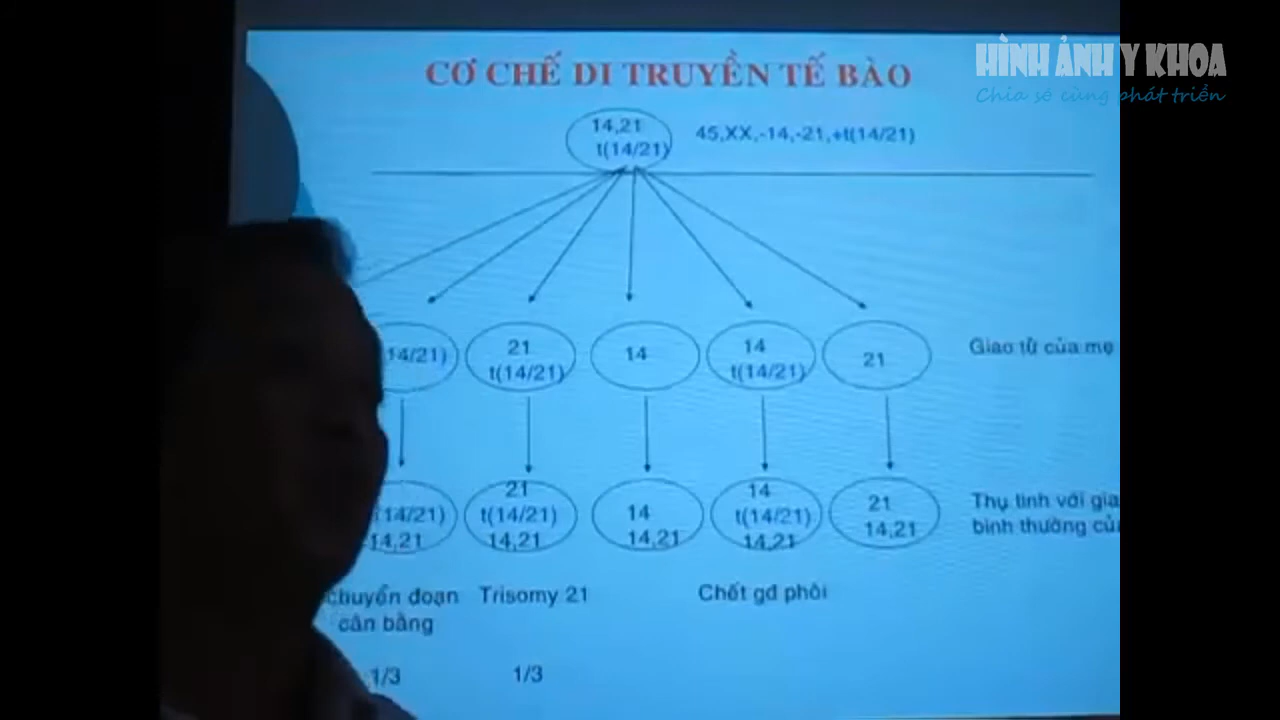 HÌNH ẢNH Y KHOA
Chia sẻ cùng phát triển
CƠ CHẾ DI TRUYỀN TẾ BÀO
14,21
t(14/21)
45,XX,-14,-21,+t(14/21)
14/21)
21
t(14/21)
14
14
t(14/21)
21
Giao tử của mẹ
(14/21)
14,21
21
t(14/21)
14,21
14
14,21
14
t(14/21)
14,21
21
14,21
Thụ tinh với gia
bình thường củ
chuyển đoạn
cân bằng
Trisomy 21
Chết gđ phôi
1/3
1/3